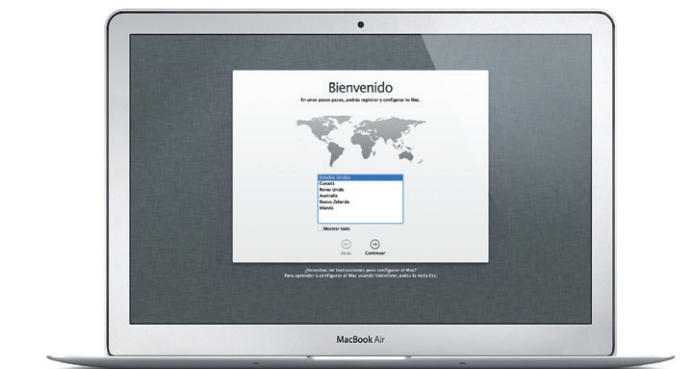 Bienvenido
En unos pocos pasos, podrás registrar y configurar tu Mac.
Estados Unidos
Canadá
Reino Unido
Australia
Nueva Zelanda
Irlanda
Mostrar todo
Atrás
Continuar
¿Necesitas oír instrucciones para configurar el Mac?
Para aprender a configurar el Mac usando VoiceOver, pulsa la tecla Esc.
MacBook Air